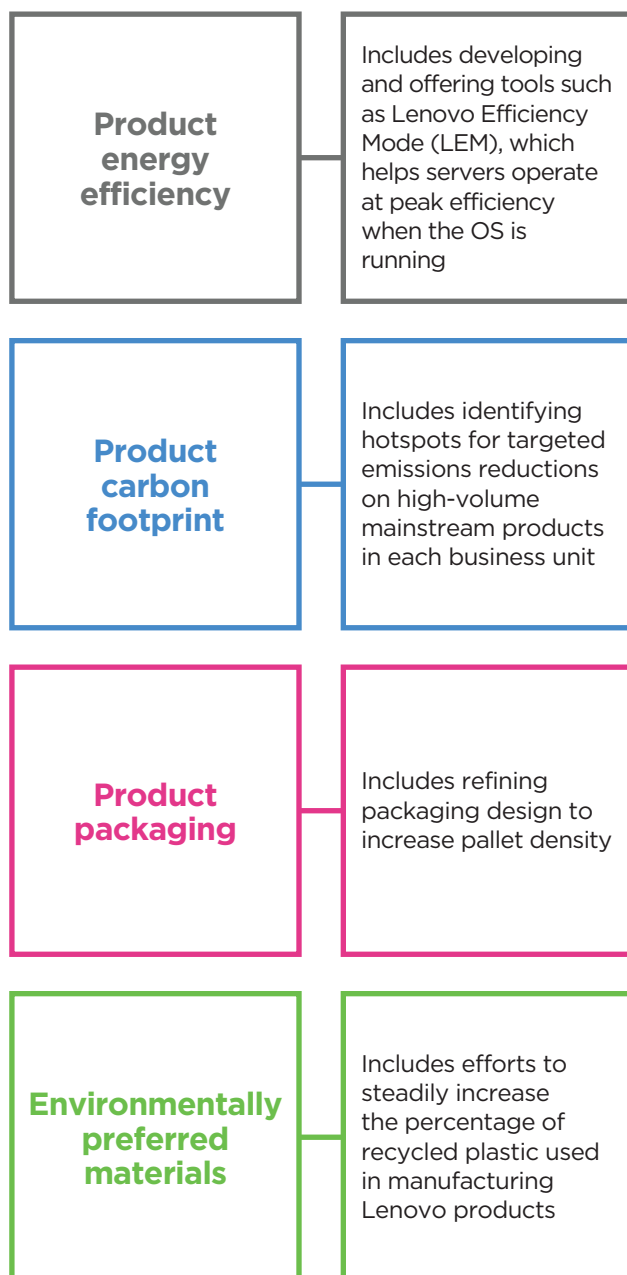 Product
energy
efficiency
Includes developing
and offering tools such
as Lenovo Efficiency
Mode (LEM), which
helps servers operate
at peak efficiency
when the OS is
running
Product
carbon
footprint
Includes identifying
hotspots for targeted
emissions reductions
on high-volume
mainstream products
in each business unit
Product
packaging
Includes refining
packaging design to
increase pallet density
Environmentally
preferred
materials
Includes efforts to
steadily increase
the percentage of
recycled plastic used
in manufacturing
Lenovo products